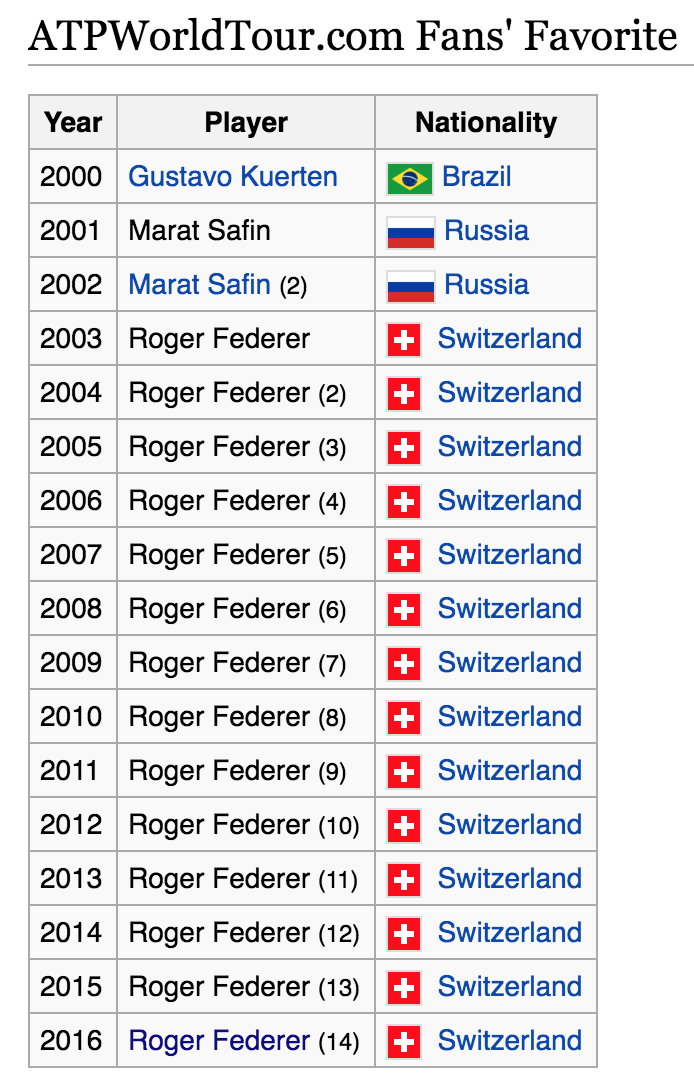 ATPWorldTour.com Fans' Favorite
Year Player Nationality
2000 Gustavo Kuerten Brazil
2001 Marat Safin Russia
2002 Marat Safin (2) Russia
2003 Roger Federer Switzerland
2004 Roger Federer (2) Switzerland
2005 Roger Federer (3) Switzerland
2006 Roger Federer (4) Switzerland
2007 Roger Federer (5) Switzerland
2008 Roger Federer (6) Switzerland
2009 Roger Federer (7) Switzerland
2010 Roger Federer (8) Switzerland
2011 Roger Federer (9) Switzerland
2012 Roger Federer (10) Switzerland
2013 Roger Federer (11) Switzerland
2014 Roger Federer (12) Switzerland
2015 Roger Federer (13) Switzerland
2016 Roger Federer (14) Switzerland